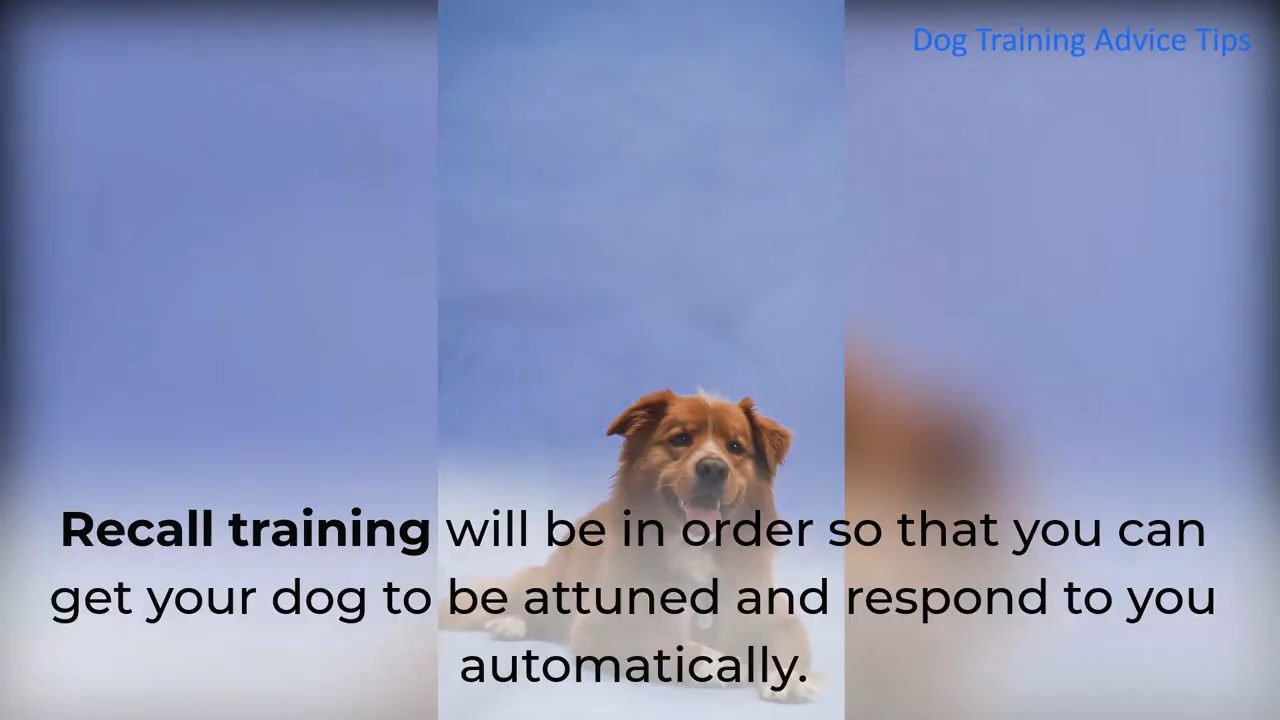 Dog Training Advice Tips
Recall training will be in order so that you can
get your dog to be attuned and respond to you
automatically.